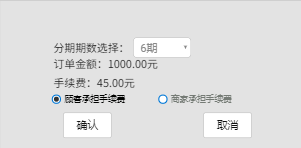 分期期数选择： 6期
订单金额：1000.00元
手续费：45.00元
顾客承担手续费 商家承担手续费
确认 取消